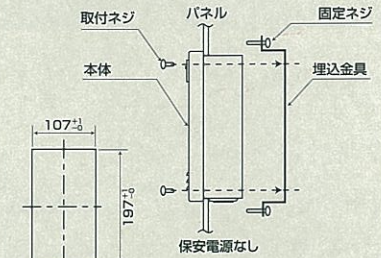 取付ネジ
パネル
固定ネジ
本体
埋込金具
107+1-0
197+1-0
保安電源なし